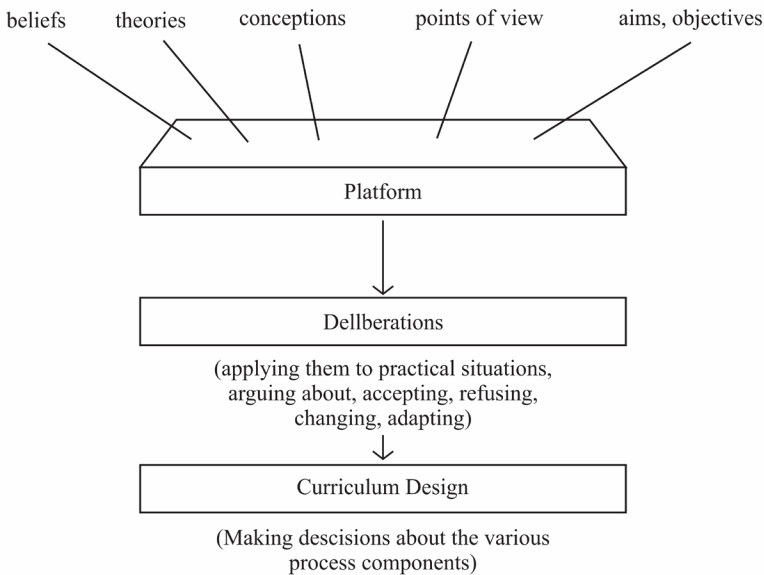 beliefs theories conceptions points of view aims, objectives
Platform
Dellberations
(applying them to practical situations,
arguing about, accepting, refusing,
changing, adapting)
Curriculum Design
(Making descisions about the various
process components)